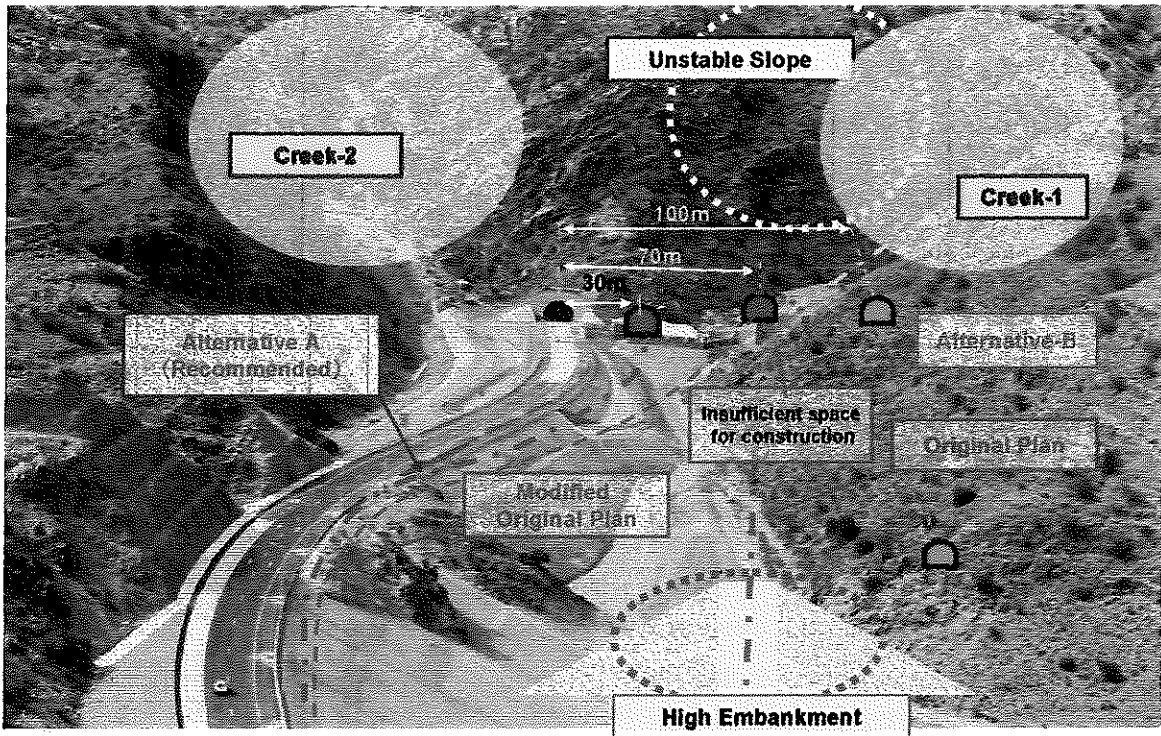 Unstable Slope
Creek-2
Creek-1
100m
70m
30m
Alternative A
(Recommended)
Alternative-B
Insufficient space
for construction
Original Plan
Modified
Original Plan
High Embankment